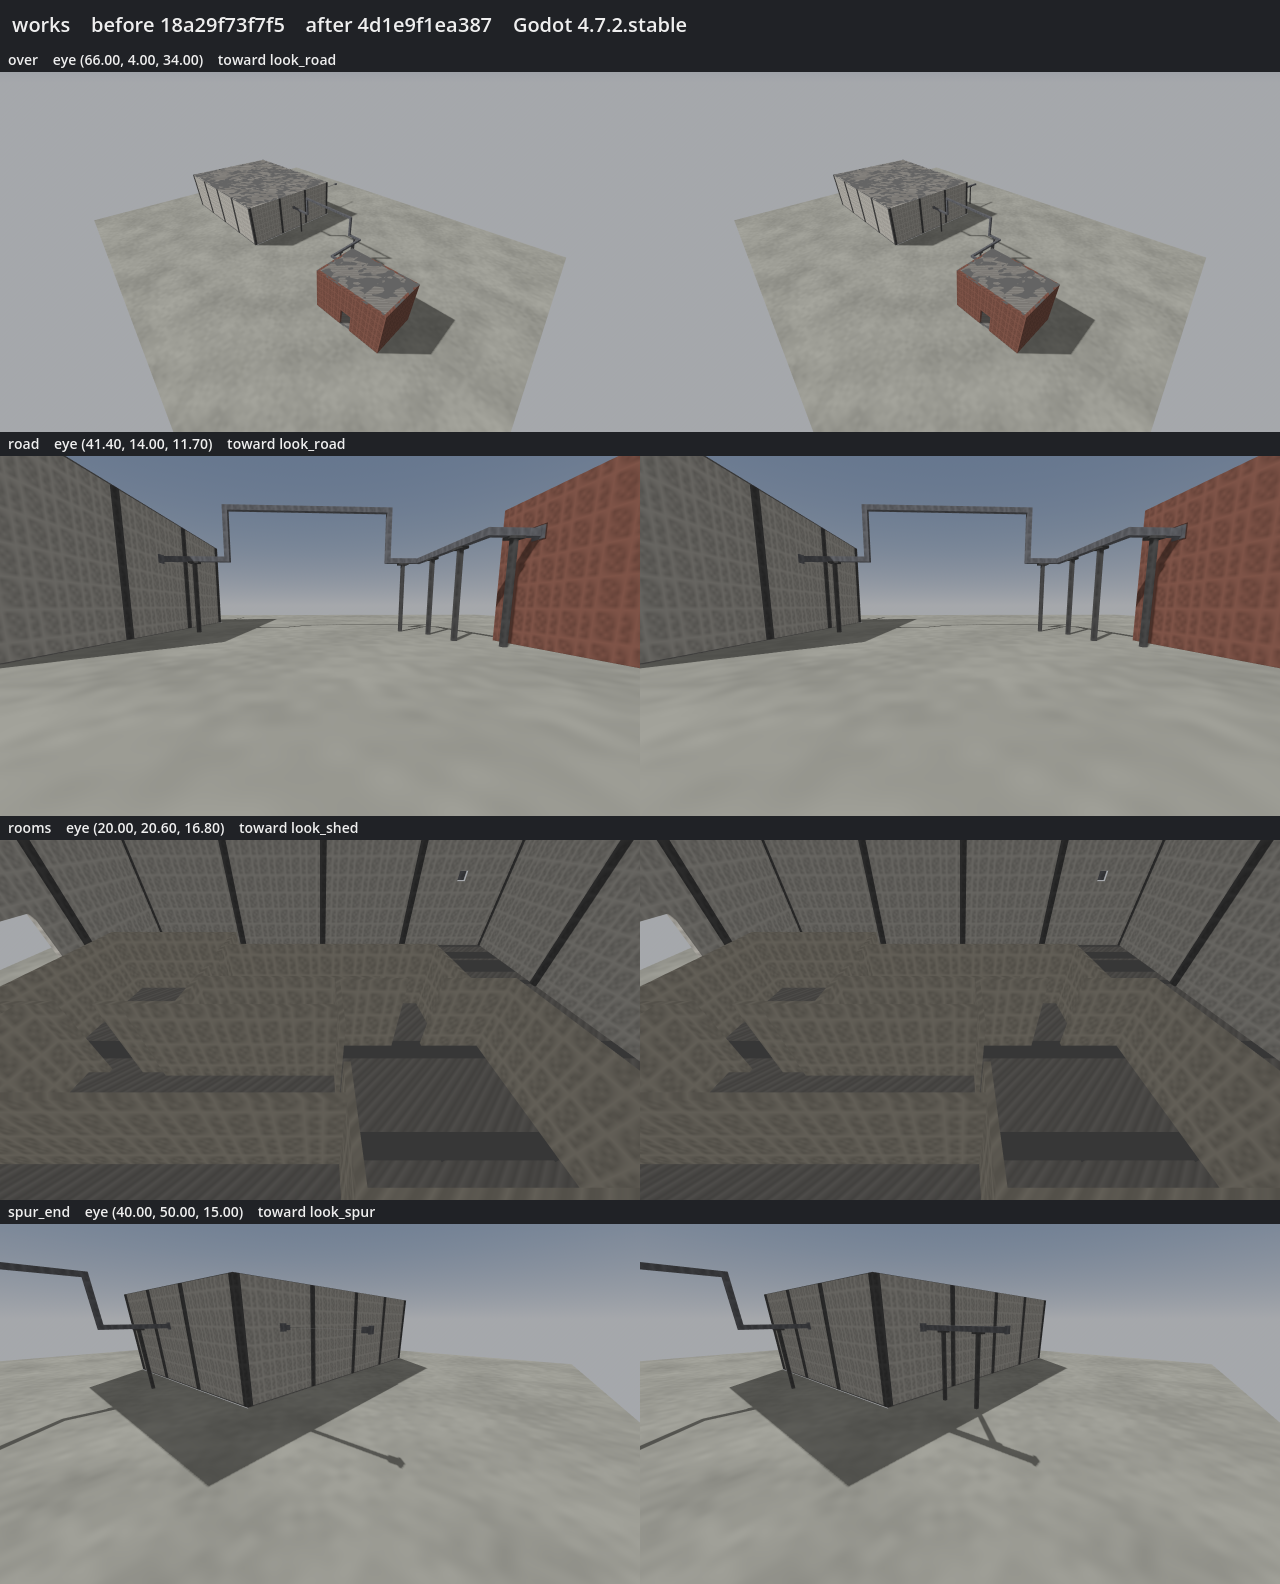 works before 18a29f73f7f5 after 4d1e9f1ea387 Godot 4.7.2.stable
over eye (66.00, 4.00, 34.00) toward look_road
road eye (41.40, 14.00, 11.70) toward look_road
rooms eye (20.00, 20.60, 16.80) toward look_shed
spur_end eye (40.00, 50.00, 15.00) toward look_spur